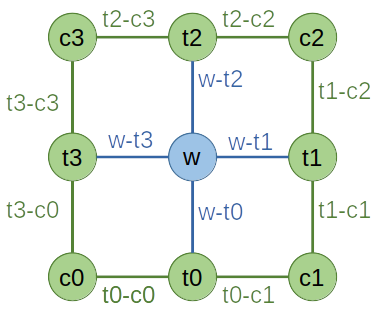 t2-c3 t2-c2
c3 t2 c2
t3-c3 w-t2 t1-c2
w-t3 w-t1
t3 w t1
t3-c0 w-t0 t1-c1
c0 t0 c1
t0-c0 t0-c1